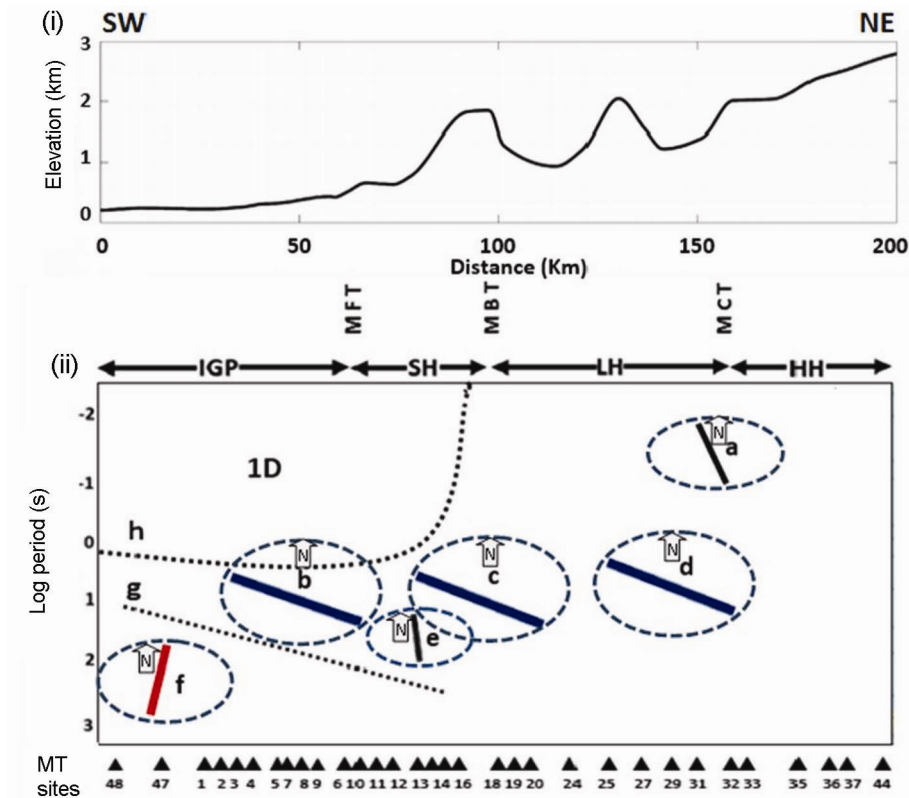 (i) SW NE
Elevation (km)
3
2
1
0
0 50 100 150 200
Distance (Km)
MFT MBT MCT
(ii) IGP SH LH HH
Log period (s)
-2
-1
0
1
2
3
1D
h
g
N a
N b
N c
N d
N e
N f
MT sites
48 47 1 2 3 4 5 7 8 9 6 10 11 12 13 14 16 18 19 20 24 25 27 29 31 32 33 35 36 37 44